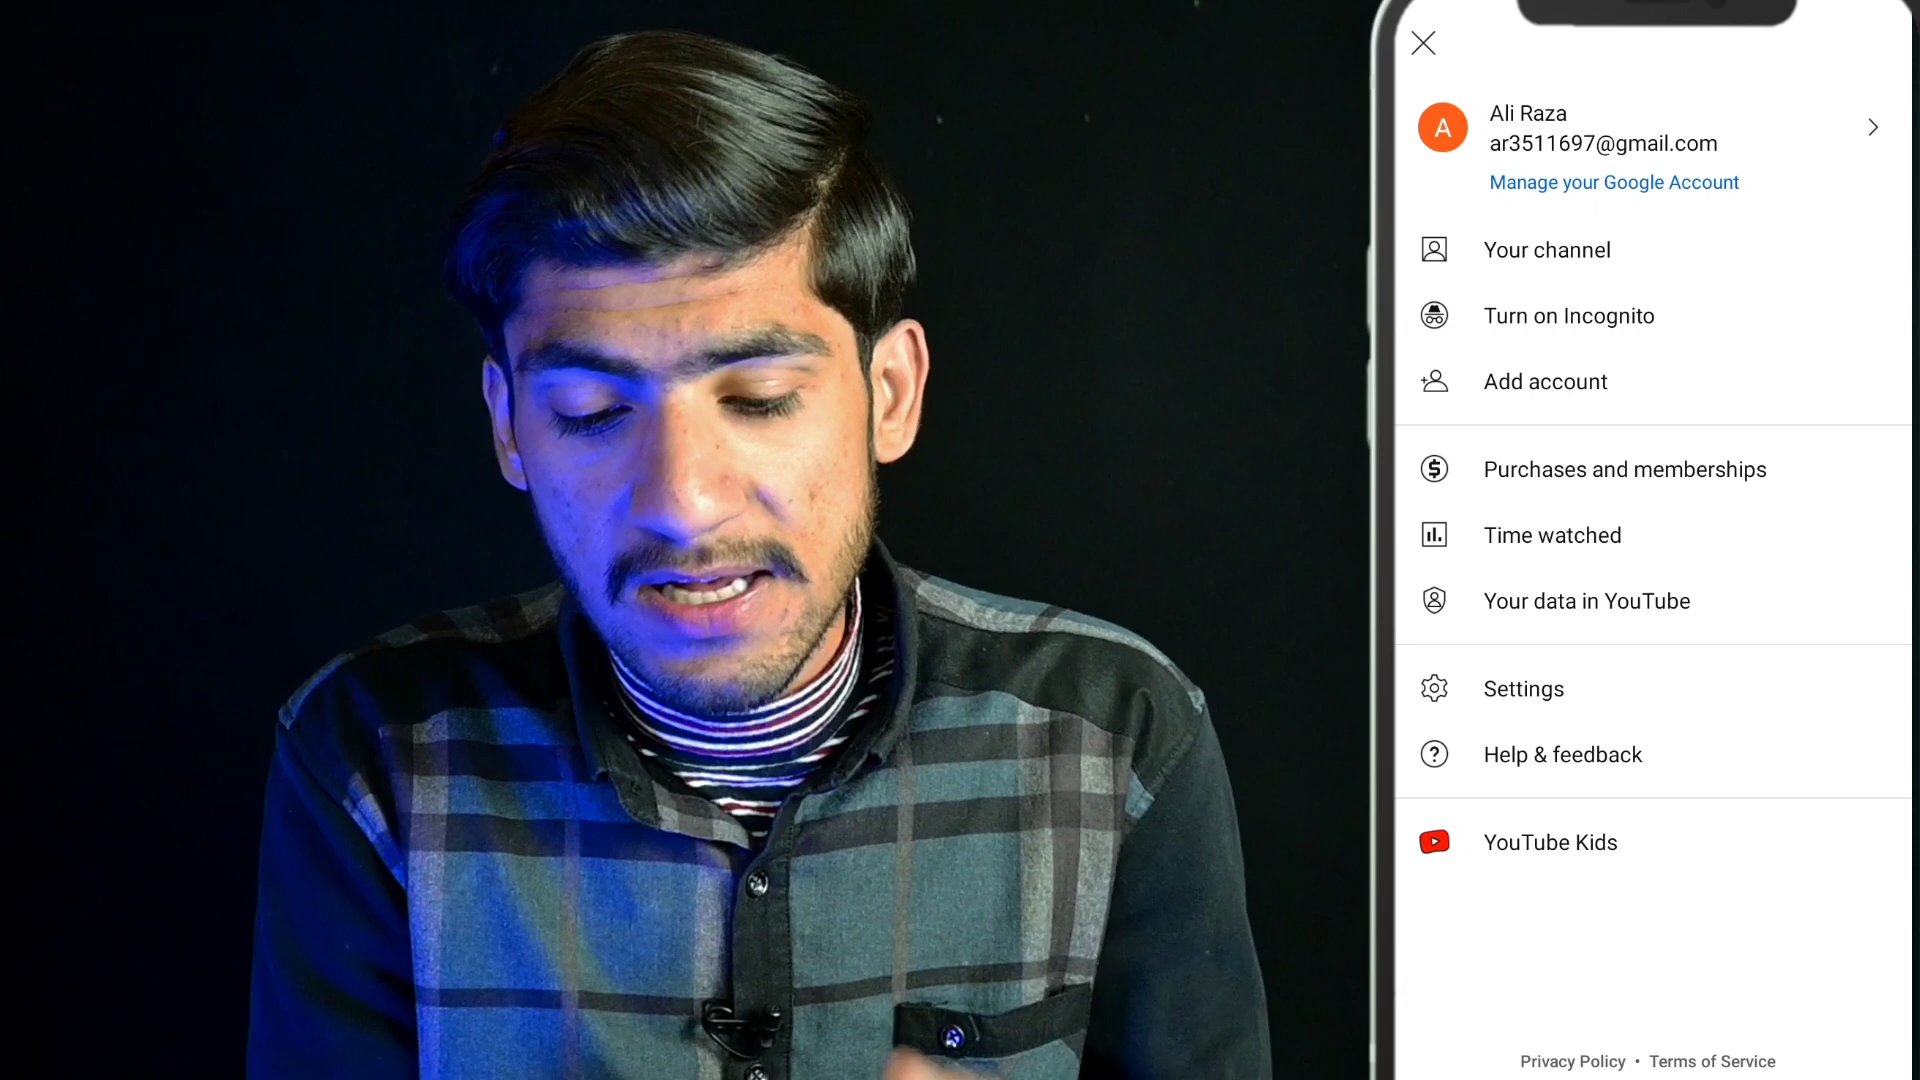 Ali Raza
A
ar3511697@gmail.com
Manage your Google Account
Your channel
Turn on Incognito
Add account
Purchases and memberships
Time watched
Your data in YouTube
Settings
Help & feedback
YouTube Kids
Privacy Policy • Terms of Service